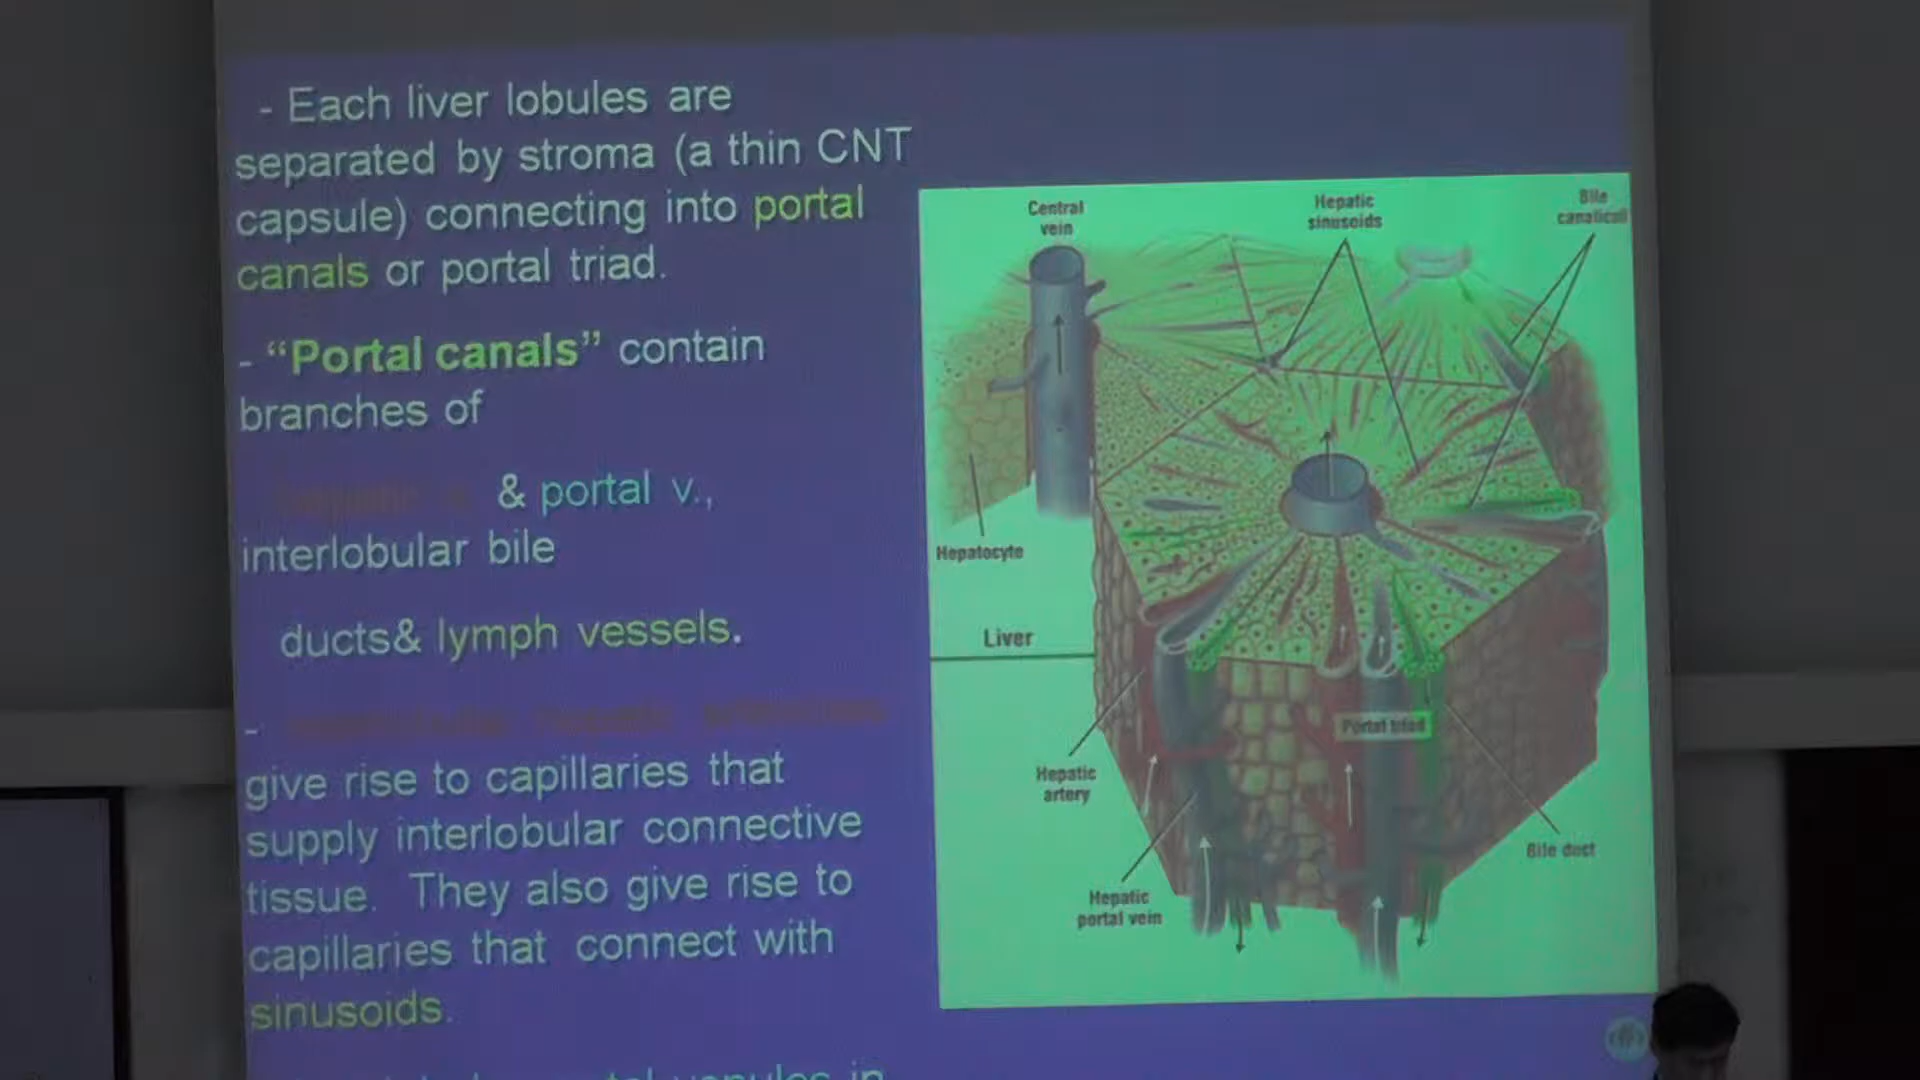 - Each liver lobules are
separated by stroma (a thin CNT
capsule) connecting into portal
canals or portal triad.
- “Portal canals” contain
branches of
& portal v.,
interlobular bile
ducts& lymph vessels.
-
give rise to capillaries that
supply interlobular connective
tissue. They also give rise to
capillaries that connect with
sinusoids.
venules in
Central
vein
Hepatic
sinusoids
Bile
canaliculi
Hepatocyte
Liver
Portal triad
Hepatic
artery
Bile duct
Hepatic
portal vein